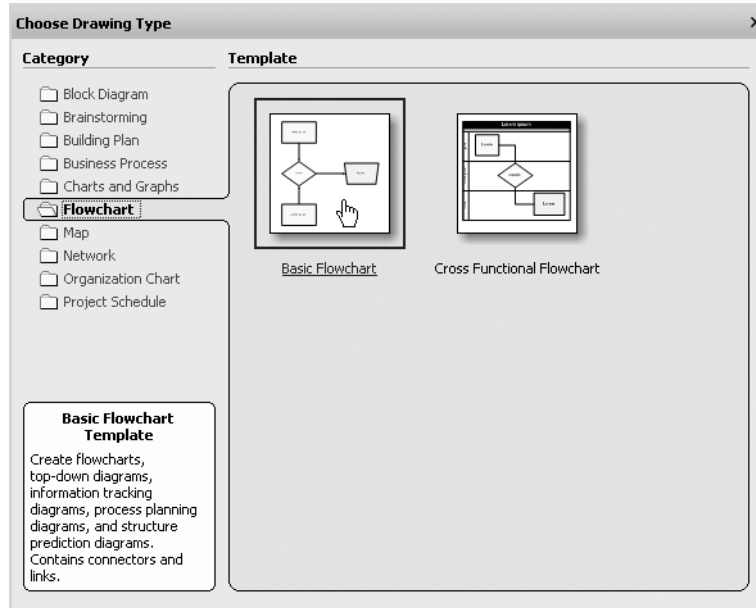 Choose Drawing Type
Category
Template
Block Diagram
Brainstorming
Building Plan
Business Process
Charts and Graphs
Flowchart
Map
Network
Organization Chart
Project Schedule
Basic Flowchart
Cross Functional Flowchart
Basic Flowchart
Template
Create flowcharts,
top-down diagrams,
information tracking
diagrams, process planning
diagrams, and structure
prediction diagrams.
Contains connectors and
links.